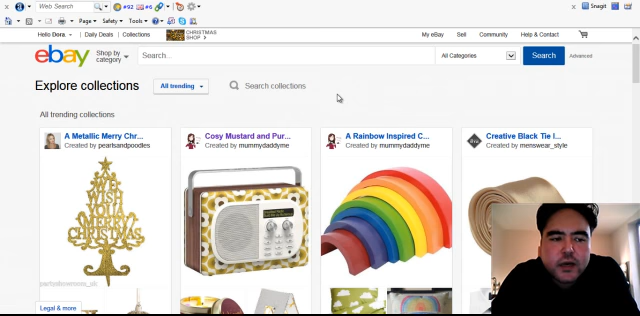 x Web Search #92 #6 x Snagit
Page Safety Tools
Hello Dora. Daily Deals Collections CHRISTMAS SHOP > My eBay Sell Community Help & Contact
ebay Shop by category Search... All Categories Search Advanced
Explore collections All trending Search collections
All trending collections
A Metallic Merry Chr...
Created by pearlsandpoodles
Cosy Mustard and Pur...
Created by mummydaddyme
A Rainbow Inspired C...
Created by mummydaddyme
Creative Black Tie I...
Created by menswear_style
WE
WISH
YOU
A MERRY
CHRISTMAS
Legal & more